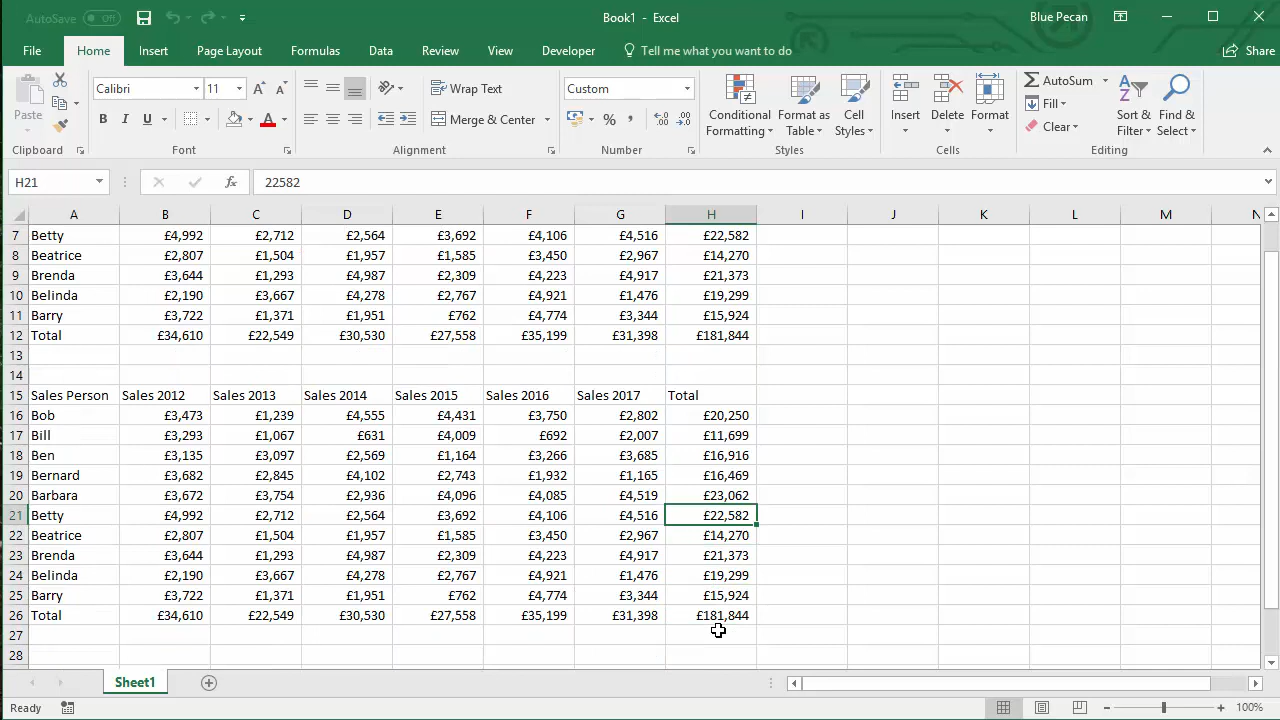 AutoSave Off Book1 - Excel Blue Pecan
File Home Insert Page Layout Formulas Data Review View Developer Tell me what you want to do Share
Paste Calibri 11 Wrap Text Custom Conditional Formatting Format as Table Cell Styles Insert Delete Format AutoSum Sort & Filter Find & Select
B I U A Merge & Center % , Fill
Clear
Clipboard Font Alignment Number Styles Cells Editing
H21 fx 22582
A B C D E F G H I J K L M N
7 Betty £4,992 £2,712 £2,564 £3,692 £4,106 £4,516 £22,582
8 Beatrice £2,807 £1,504 £1,957 £1,585 £3,450 £2,967 £14,270
9 Brenda £3,644 £1,293 £4,987 £2,309 £4,223 £4,917 £21,373
10 Belinda £2,190 £3,667 £4,278 £2,767 £4,921 £1,476 £19,299
11 Barry £3,722 £1,371 £1,951 £762 £4,774 £3,344 £15,924
12 Total £34,610 £22,549 £30,530 £27,558 £35,199 £31,398 £181,844
13
14
15 Sales Person Sales 2012 Sales 2013 Sales 2014 Sales 2015 Sales 2016 Sales 2017 Total
16 Bob £3,473 £1,239 £4,555 £4,431 £3,750 £2,802 £20,250
17 Bill £3,293 £1,067 £631 £4,009 £692 £2,007 £11,699
18 Ben £3,135 £3,097 £2,569 £1,164 £3,266 £3,685 £16,916
19 Bernard £3,682 £2,845 £4,102 £2,743 £1,932 £1,165 £16,469
20 Barbara £3,672 £3,754 £2,936 £4,096 £4,085 £4,519 £23,062
21 Betty £4,992 £2,712 £2,564 £3,692 £4,106 £4,516 £22,582
22 Beatrice £2,807 £1,504 £1,957 £1,585 £3,450 £2,967 £14,270
23 Brenda £3,644 £1,293 £4,987 £2,309 £4,223 £4,917 £21,373
24 Belinda £2,190 £3,667 £4,278 £2,767 £4,921 £1,476 £19,299
25 Barry £3,722 £1,371 £1,951 £762 £4,774 £3,344 £15,924
26 Total £34,610 £22,549 £30,530 £27,558 £35,199 £31,398 £181,844
27
28
Sheet1
Ready 100%